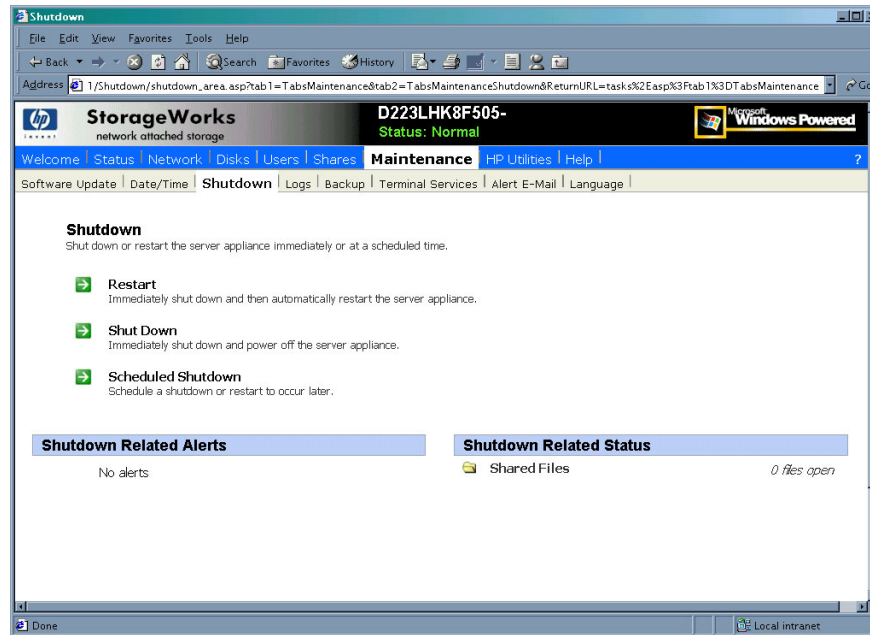 Shutdown
File Edit View Favorites Tools Help
Back Search Favorites History
Address 1/Shutdown/shutdown_area.asp?tab1=TabsMaintenance&tab2=TabsMaintenanceShutdown&ReturnURL=tasks%2Easp%3Ftab1%3DTabsMaintenance Go
hp StorageWorks D223LHK8F505- Microsoft Windows Powered
invent network attached storage Status: Normal
Welcome Status Network Disks Users Shares Maintenance HP Utilities Help ?
Software Update Date/Time Shutdown Logs Backup Terminal Services Alert E-Mail Language
Shutdown
Shut down or restart the server appliance immediately or at a scheduled time.
Restart
Immediately shut down and then automatically restart the server appliance.
Shut Down
Immediately shut down and power off the server appliance.
Scheduled Shutdown
Schedule a shutdown or restart to occur later.
Shutdown Related Alerts Shutdown Related Status
No alerts Shared Files 0 files open
Done Local intranet